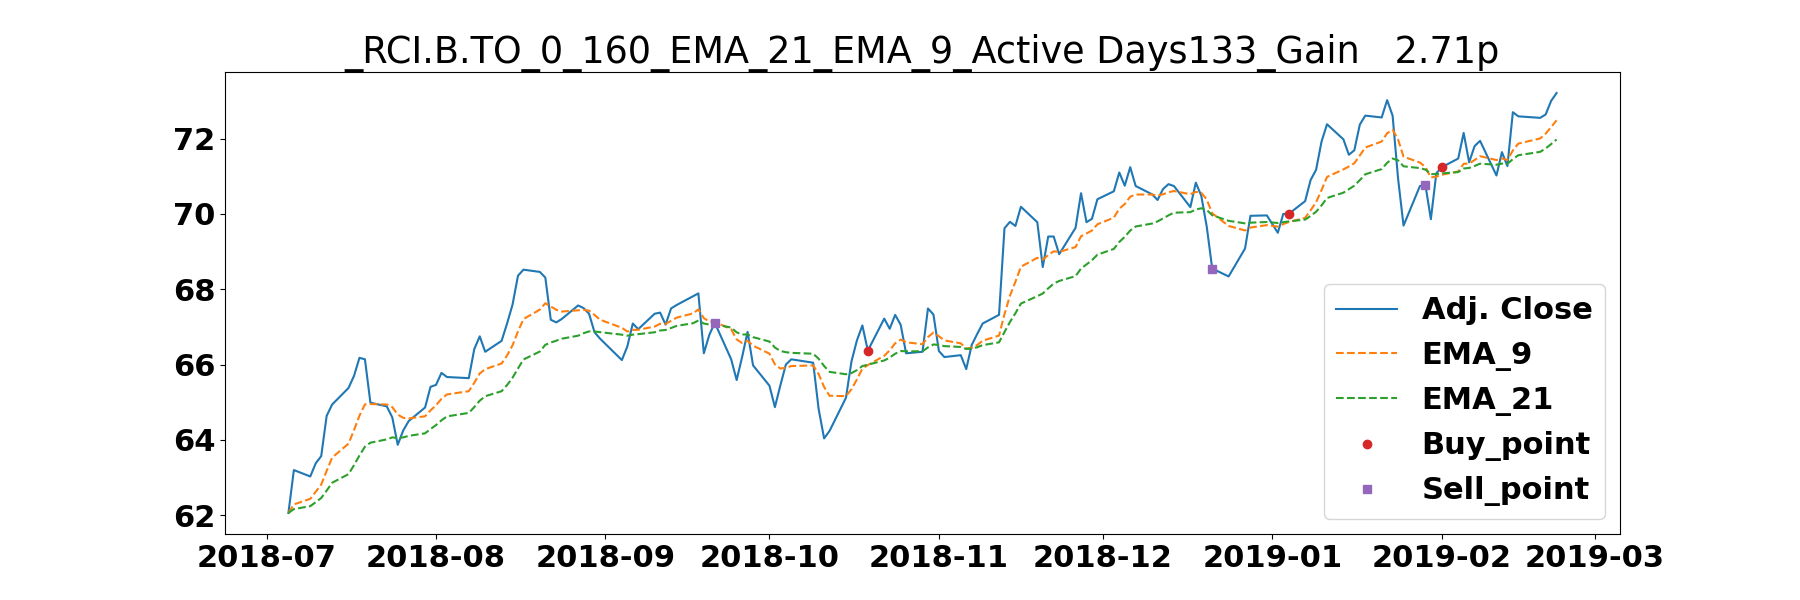 _RCI.B.TO_0_160_EMA_21_EMA_9_Active Days133_Gain   2.71p
72
70
68
66
64
62
2018-07 2018-08 2018-09 2018-10 2018-11 2018-12 2019-01 2019-02 2019-03
Adj. Close
EMA_9
EMA_21
Buy_point
Sell_point